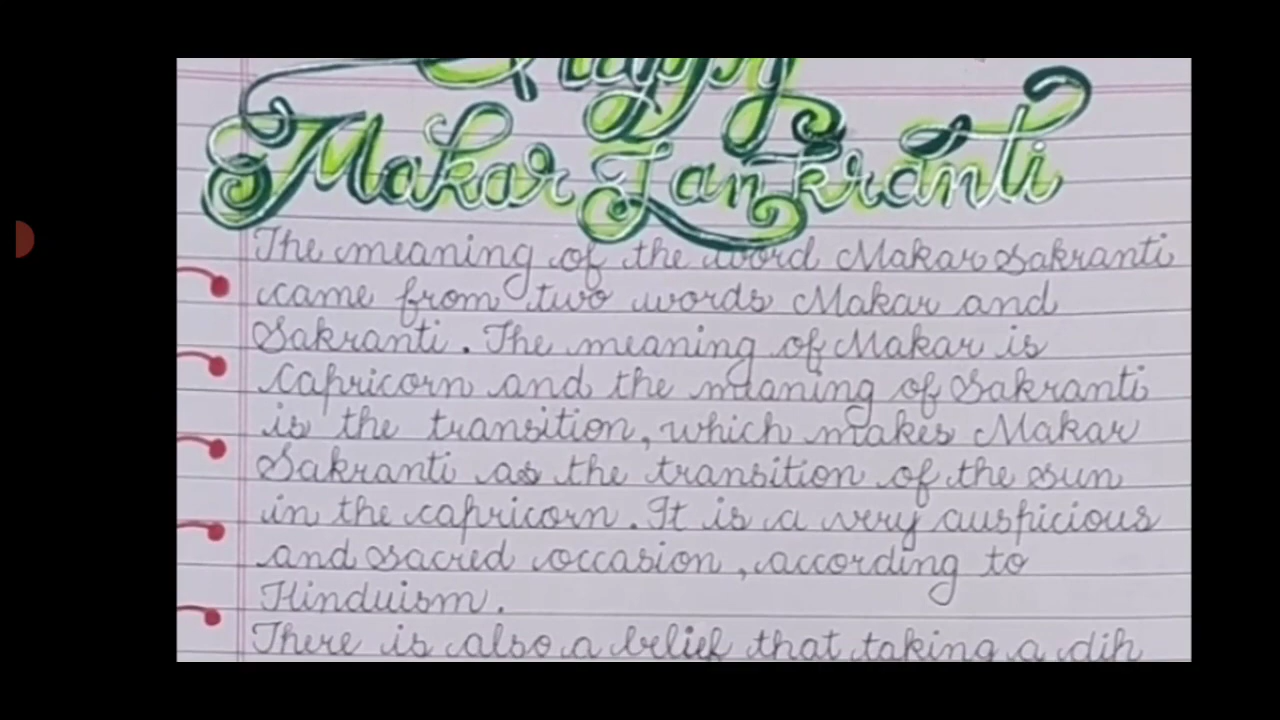 Happy
Makar Sankranti
The meaning of the word Makar Sakranti
came from two words Makar and
Sakranti. The meaning of Makar is
Capricorn and the meaning of Sakranti
is the transition, which makes Makar
Sakranti as the transition of the sun
in the capricorn. It is a very auspicious
and sacred occasion, according to
Hinduism.
There is also a belief that taking a dip